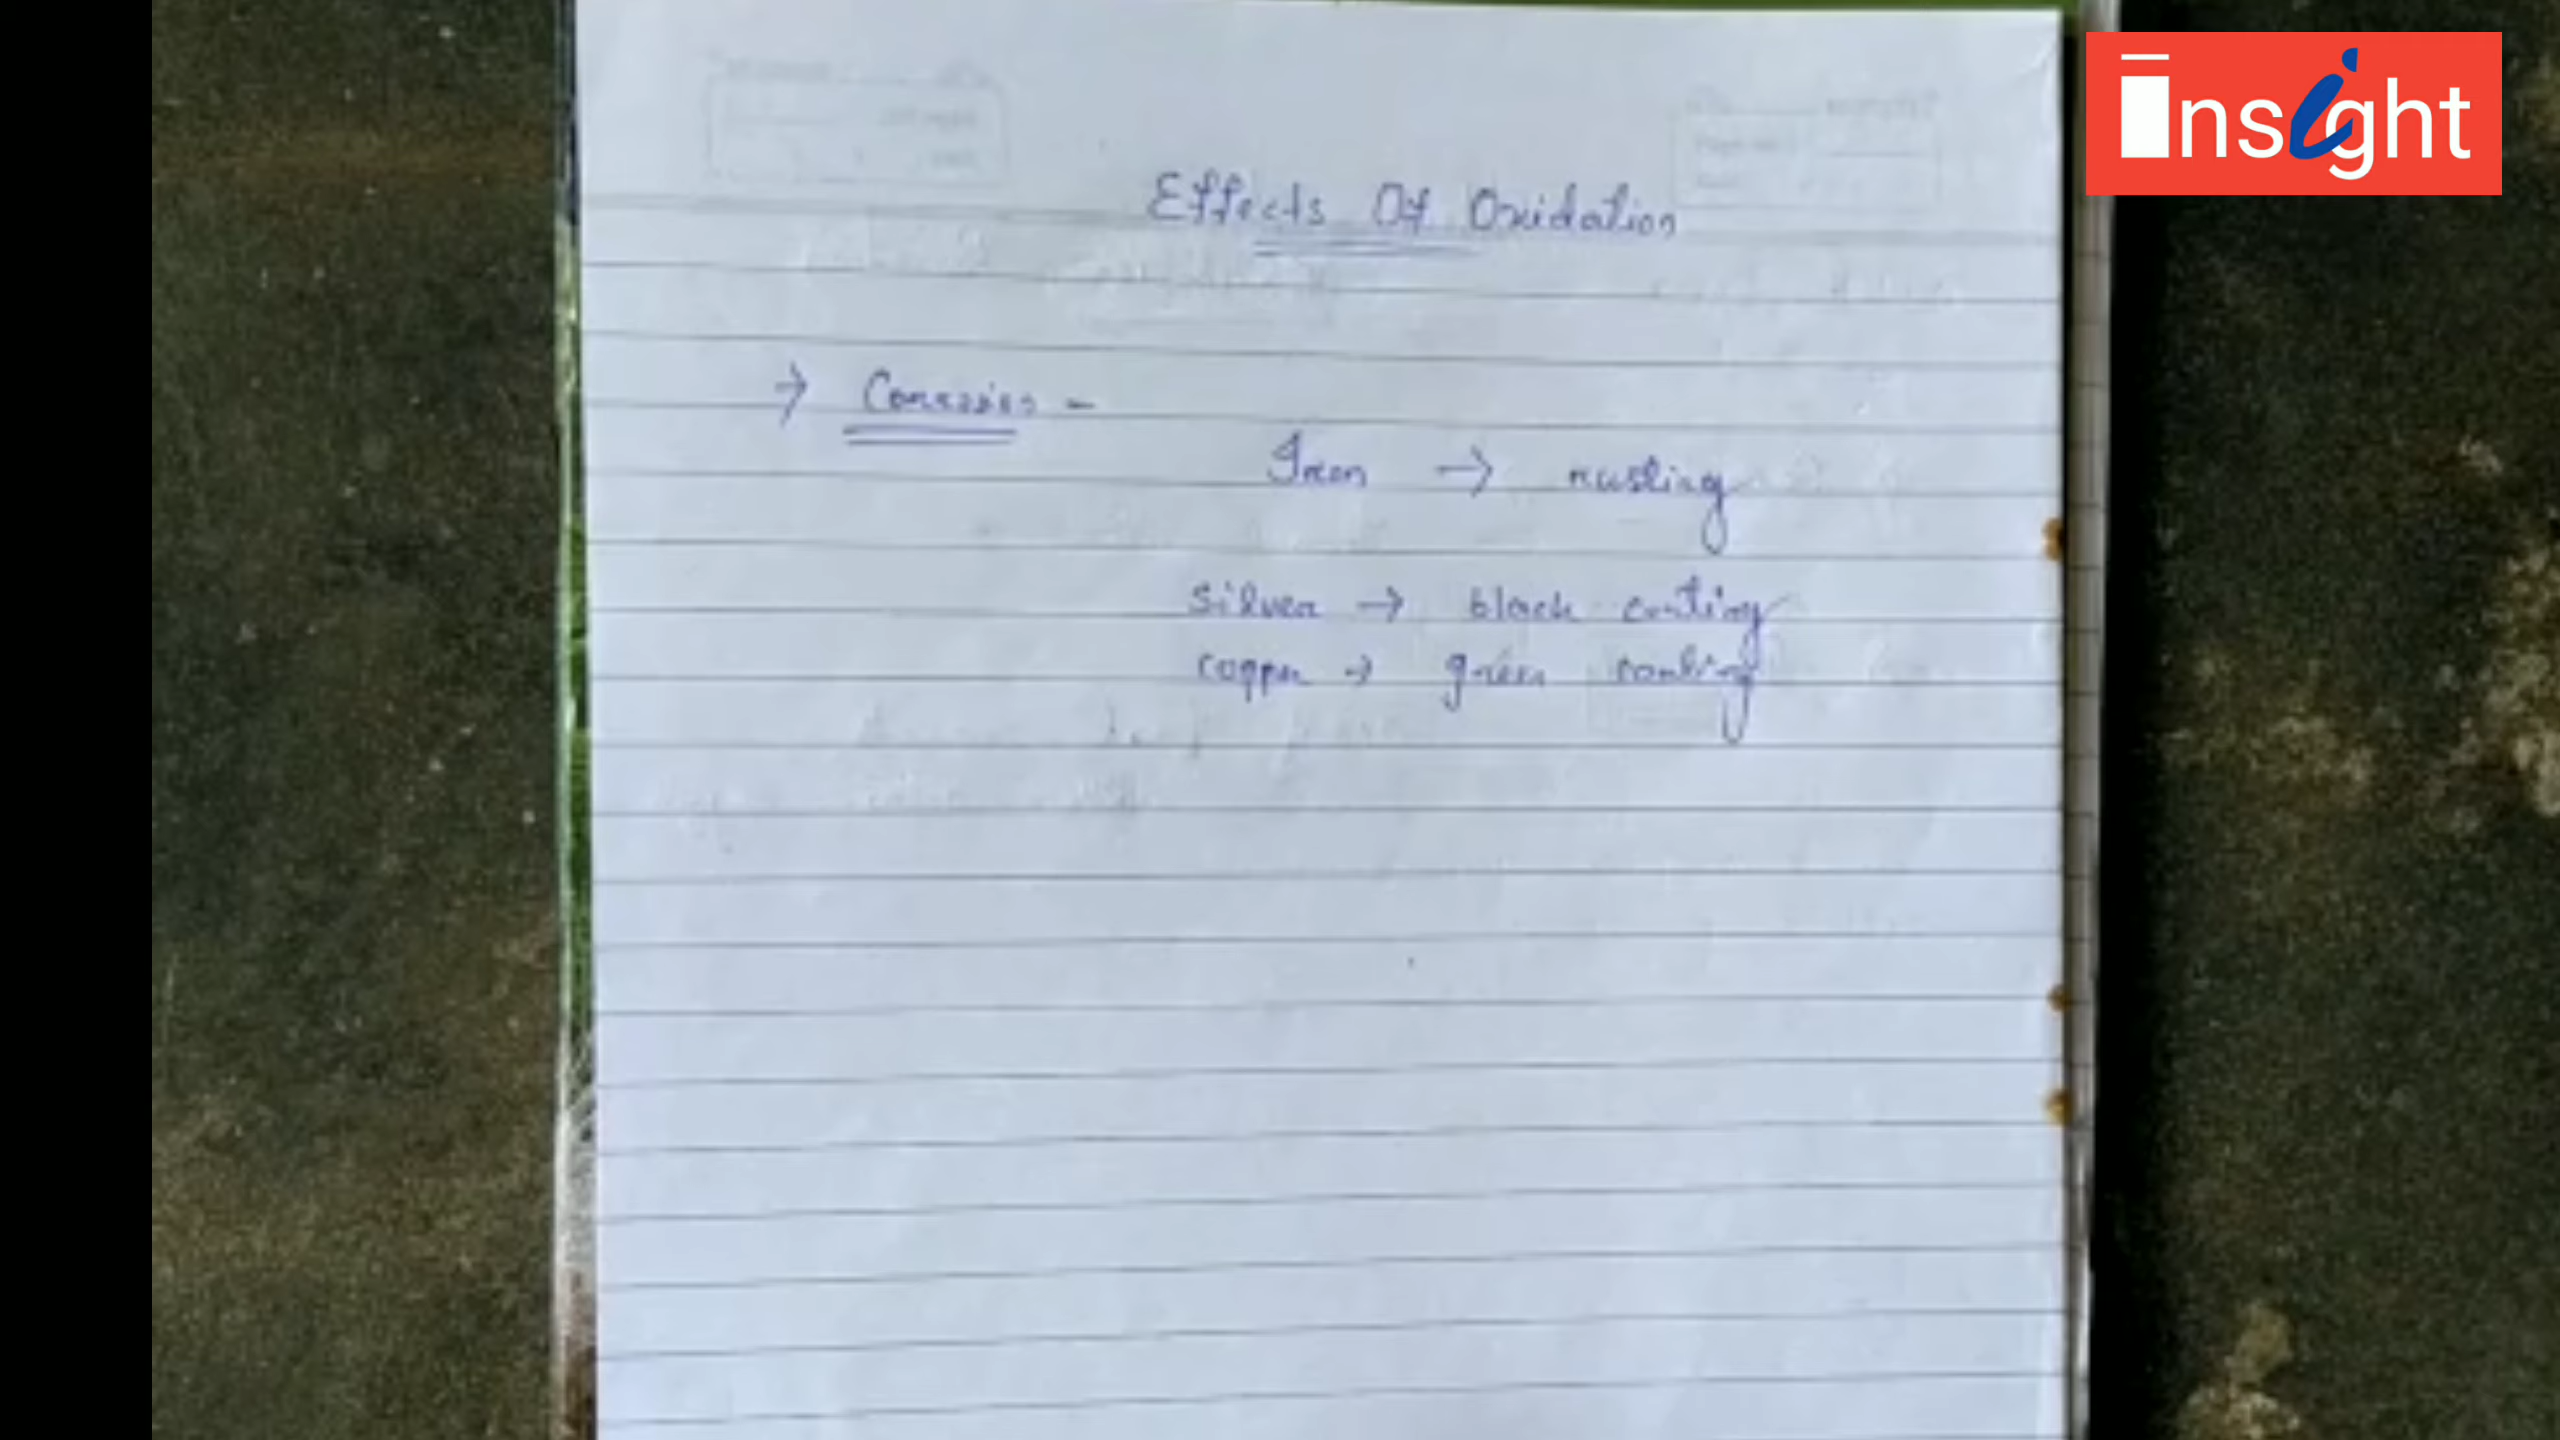 Insight
Effects Of Oxidation
→ Corrosion -
Iron → rusting
silver → black coating
copper → green coating